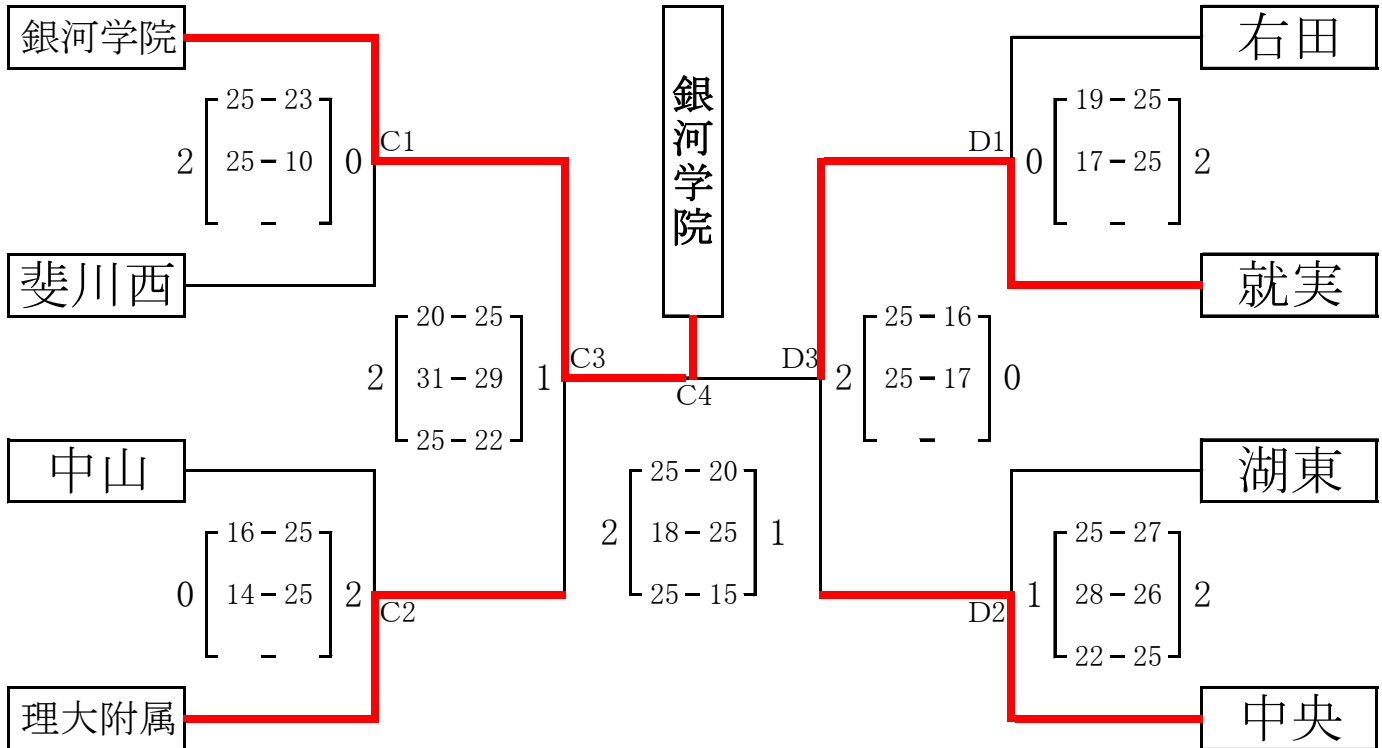 銀河学院
右田
銀河学院
25 - 23
2 25 - 10 0
-
C1
D1
19 - 25
0 17 - 25 2
-
斐川西
就実
20 - 25
2 31 - 29 1
25 - 22
C3
D3
C4
25 - 16
2 25 - 17 0
-
中山
湖東
25 - 20
2 18 - 25 1
25 - 15
16 - 25
0 14 - 25 2
-
C2
D2
25 - 27
1 28 - 26 2
22 - 25
理大附属
中央